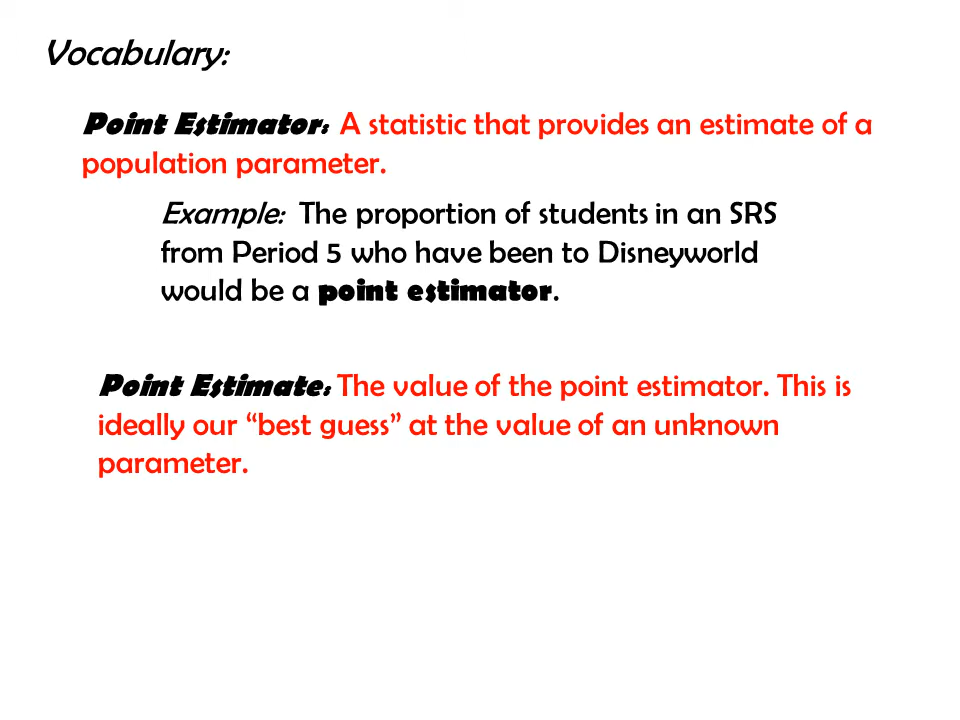 Vocabulary:
Point Estimator: A statistic that provides an estimate of a
population parameter.
Example: The proportion of students in an SRS
from Period 5 who have been to Disneyworld
would be a point estimator.
Point Estimate: The value of the point estimator. This is
ideally our “best guess” at the value of an unknown
parameter.